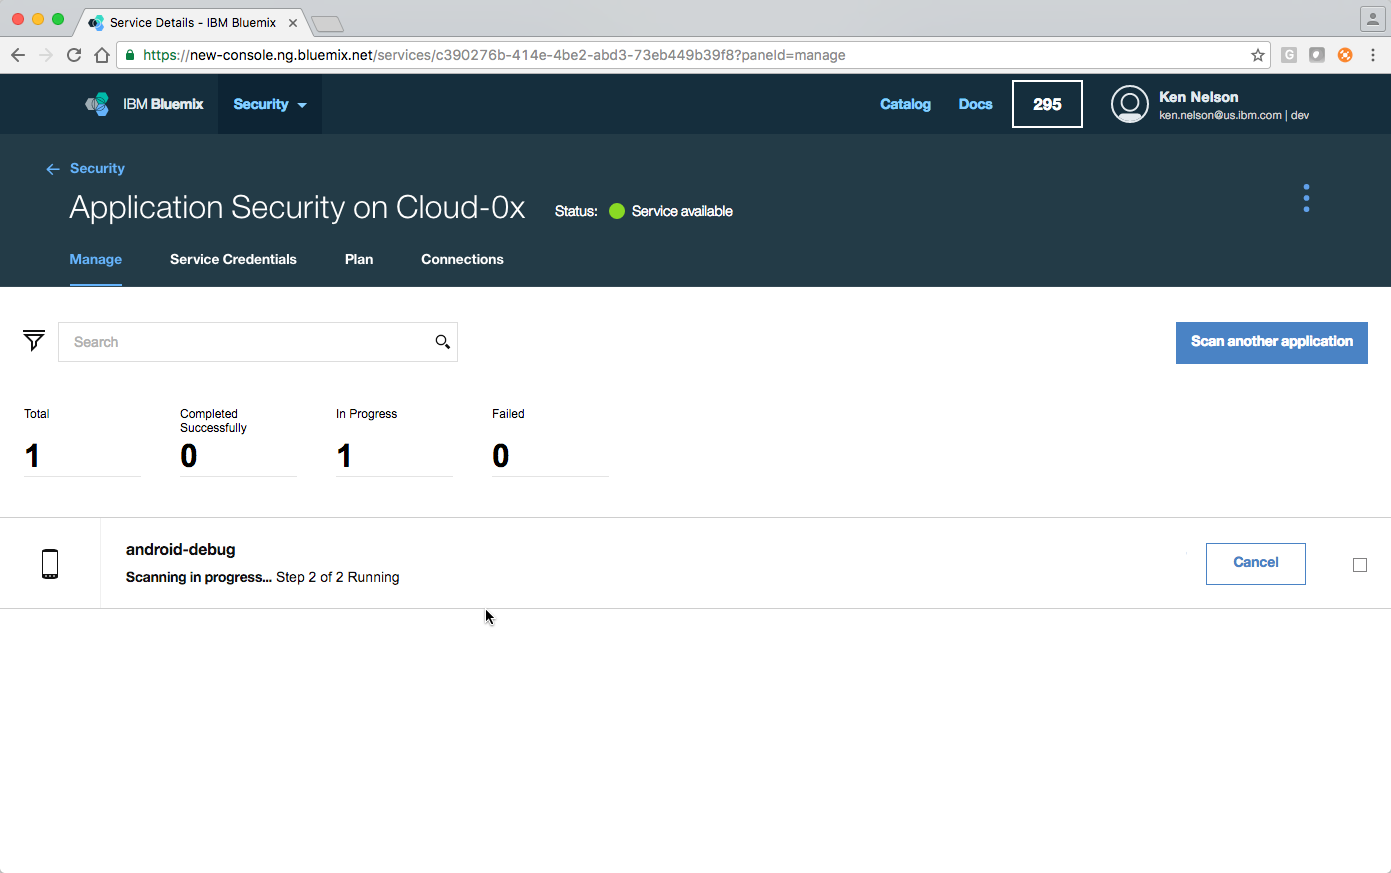 Service Details - IBM Bluemix
https://new-console.ng.bluemix.net/services/c390276b-414e-4be2-abd3-73eb449b39f8?paneId=manage
G
IBM Bluemix
Security
Catalog
Docs
295
Ken Nelson
ken.nelson@us.ibm.com | dev
Security
Application Security on Cloud-0x
Status:
Service available
Manage
Service Credentials
Plan
Connections
Search
Scan another application
Total
1
Completed
Successfully
0
In Progress
1
Failed
0
android-debug
Scanning in progress... Step 2 of 2 Running
Cancel